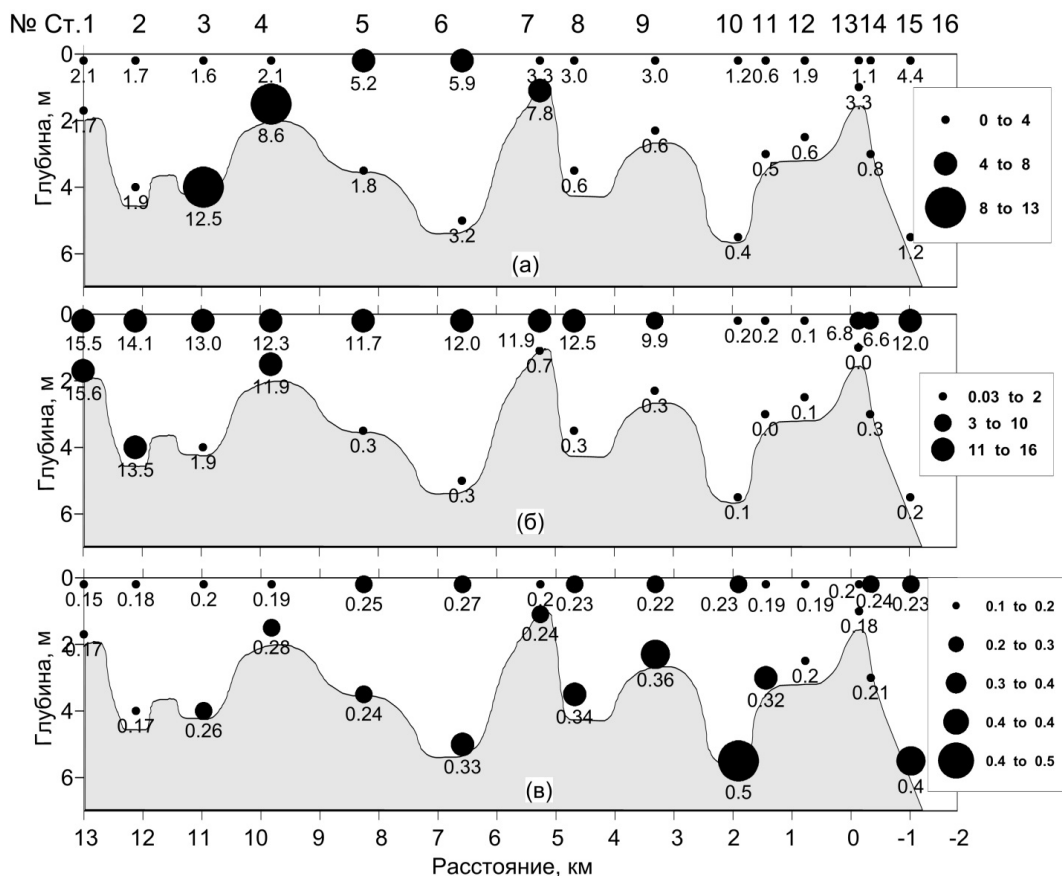 № Ст. 1 2 3 4 5 6 7 8 9 10 11 12 13 14 15 16
0
2.1 1.7 1.6 2.1 5.2 5.9 3.3 3.0 3.0 1.2 0.6 1.9 1.1 4.4
1.7 1.9 12.5 8.6 1.8 3.2 7.8 0.6 0.6 0.4 0.5 0.6 3.3 0.8 1.2
2
4
6
Глубина, м
(а)
0 to 4
4 to 8
8 to 13
0
15.5 14.1 13.0 12.3 11.7 12.0 11.9 12.5 9.9 0.2 0.2 0.1 6.8 6.6 12.0
15.6 13.5 1.9 11.9 0.3 0.3 0.7 0.3 0.3 0.1 0.0 0.1 0.0 0.3 0.2
2
4
6
Глубина, м
(б)
0.03 to 2
3 to 10
11 to 16
0
0.15 0.18 0.2 0.19 0.25 0.27 0.2 0.23 0.22 0.23 0.19 0.19 0.2 0.24 0.23
0.17 0.17 0.26 0.28 0.24 0.33 0.24 0.34 0.36 0.5 0.32 0.2 0.18 0.21 0.4
2
4
6
Глубина, м
(в)
0.1 to 0.2
0.2 to 0.3
0.3 to 0.4
0.4 to 0.4
0.4 to 0.5
13 12 11 10 9 8 7 6 5 4 3 2 1 0 -1 -2
Расстояние, км